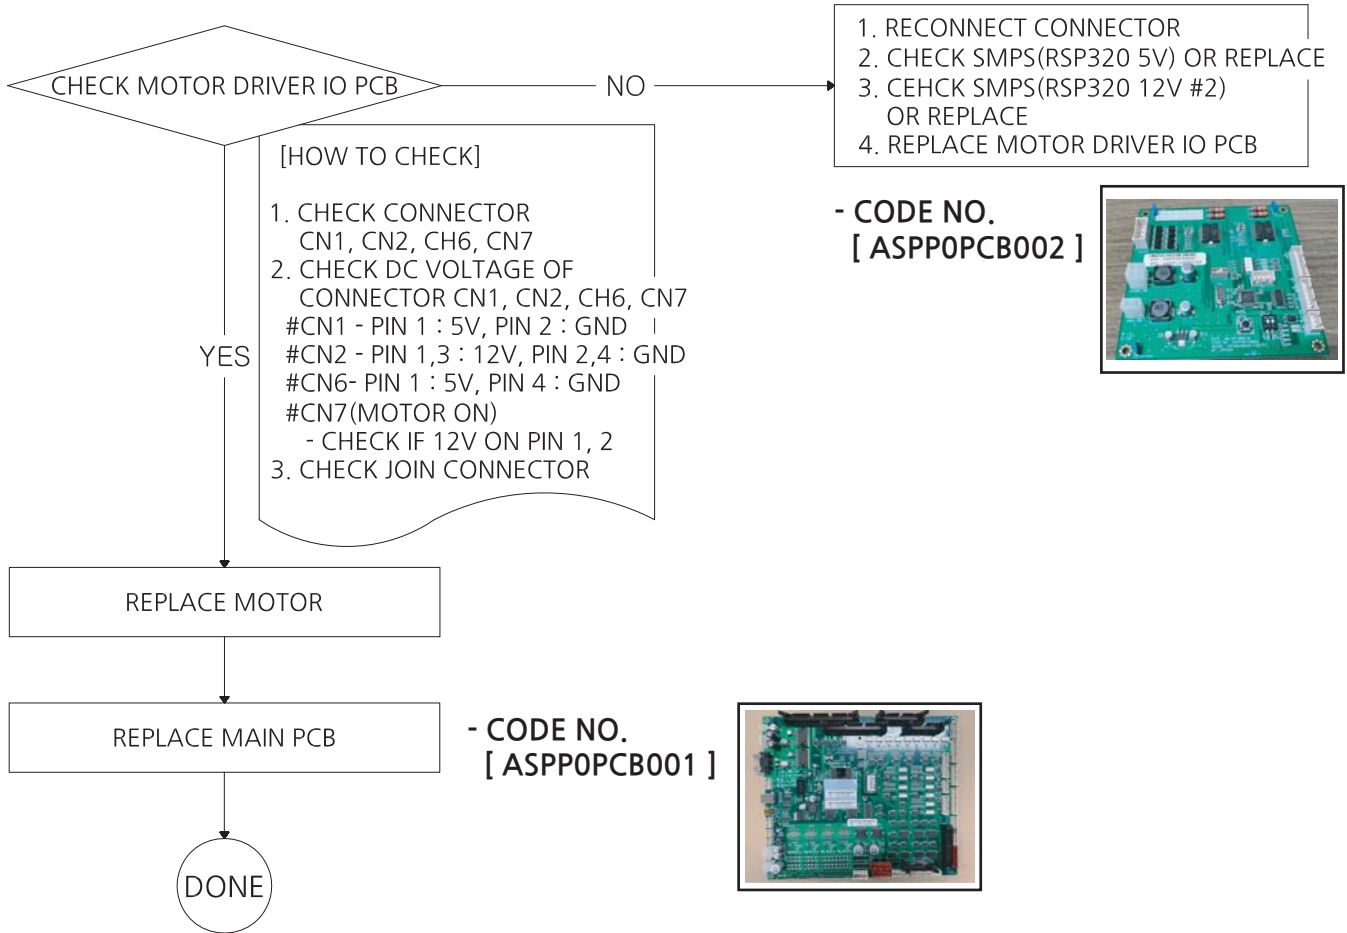 CHECK MOTOR DRIVER IO PCB
NO
1. RECONNECT CONNECTOR
2. CHECK SMPS(RSP320 5V) OR REPLACE
3. CEHCK SMPS(RSP320 12V #2)
OR REPLACE
4. REPLACE MOTOR DRIVER IO PCB
- CODE NO.
[ ASPP0PCB002 ]
[HOW TO CHECK]
1. CHECK CONNECTOR
CN1, CN2, CH6, CN7
2. CHECK DC VOLTAGE OF
CONNECTOR CN1, CN2, CH6, CN7
#CN1 - PIN 1 : 5V, PIN 2 : GND
#CN2 - PIN 1,3 : 12V, PIN 2,4 : GND
#CN6- PIN 1 : 5V, PIN 4 : GND
#CN7(MOTOR ON)
- CHECK IF 12V ON PIN 1, 2
3. CHECK JOIN CONNECTOR
YES
REPLACE MOTOR
REPLACE MAIN PCB
- CODE NO.
[ ASPP0PCB001 ]
DONE